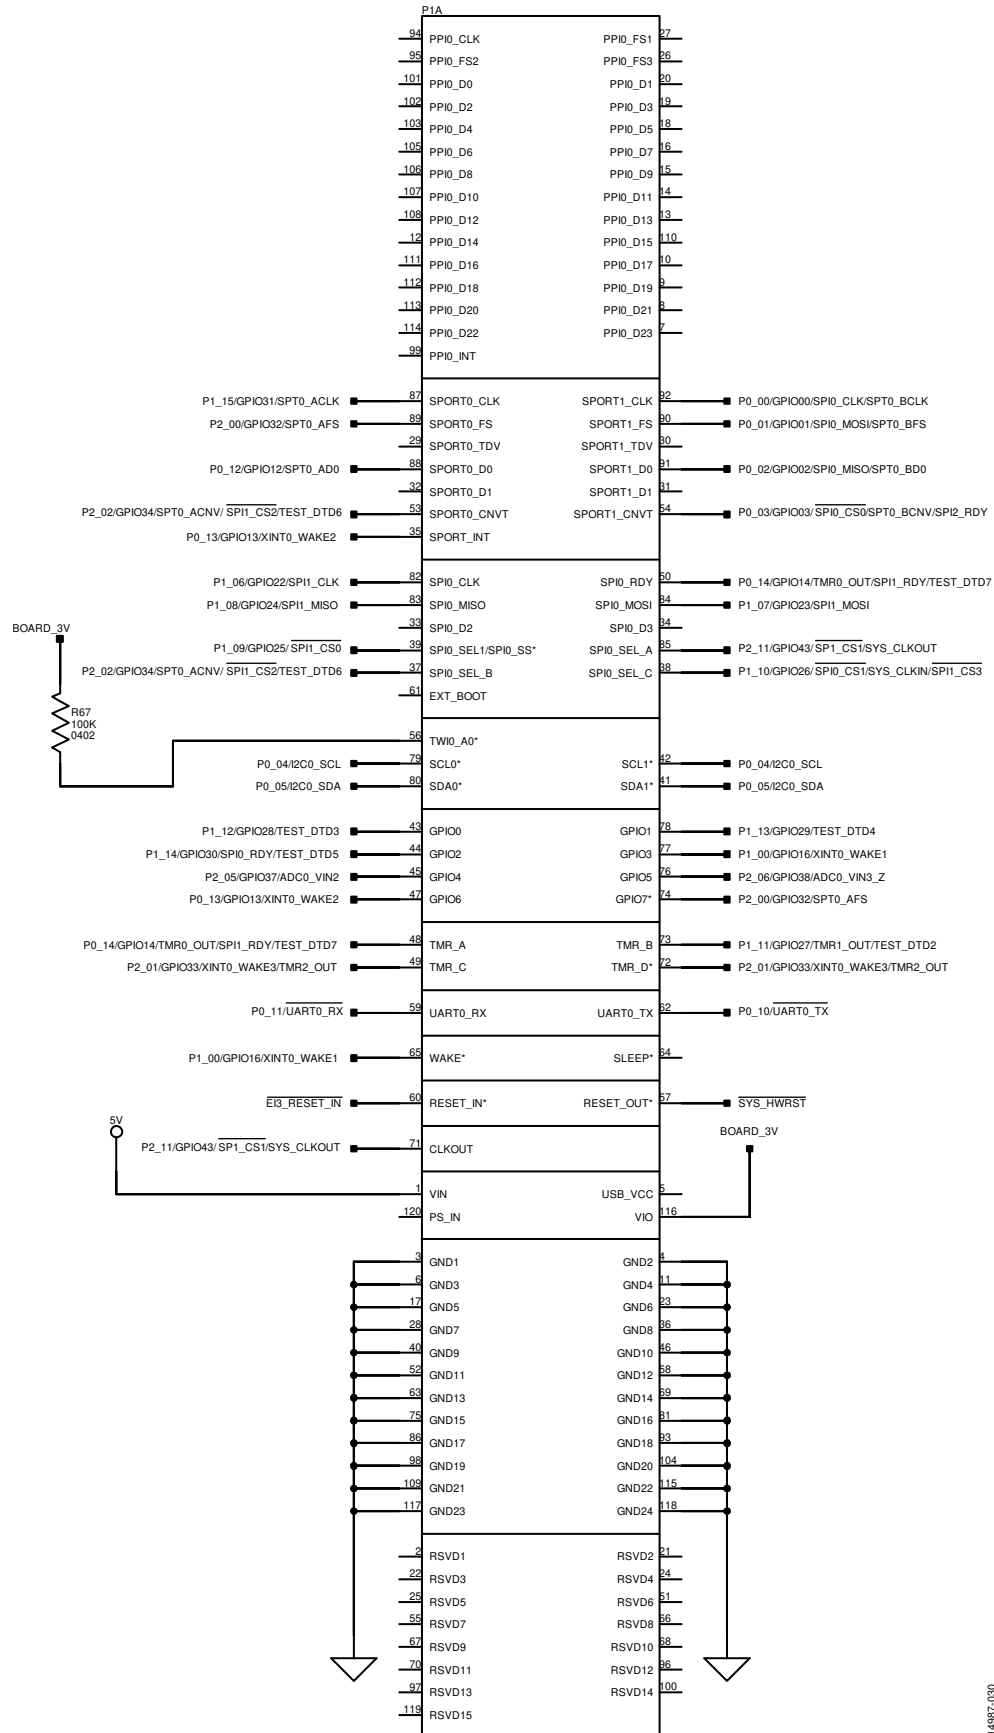 P1A
94 PPI0_CLK PPI0_FS1 27
95 PPI0_FS2 PPI0_FS3 26
101 PPI0_D0 PPI0_D1 20
102 PPI0_D2 PPI0_D3 19
103 PPI0_D4 PPI0_D5 18
105 PPI0_D6 PPI0_D7 16
106 PPI0_D8 PPI0_D9 15
107 PPI0_D10 PPI0_D11 14
108 PPI0_D12 PPI0_D13 13
12 PPI0_D14 PPI0_D15 110
111 PPI0_D16 PPI0_D17 10
112 PPI0_D18 PPI0_D19 9
113 PPI0_D20 PPI0_D21 8
114 PPI0_D22 PPI0_D23 7
99 PPI0_INT
P1_15/GPIO31/SPT0_ACLK 87 SPORT0_CLK SPORT1_CLK 92 P0_00/GPIO00/SPI0_CLK/SPT0_BCLK
P2_00/GPIO32/SPT0_AFS 89 SPORT0_FS SPORT1_FS 90 P0_01/GPIO01/SPI0_MOSI/SPT0_BFS
29 SPORT0_TDV SPORT1_TDV 30
P0_12/GPIO12/SPT0_AD0 88 SPORT0_D0 SPORT1_D0 91 P0_02/GPIO02/SPI0_MISO/SPT0_BD0
32 SPORT0_D1 SPORT1_D1 31
P2_02/GPIO34/SPT0_ACNV/ SPI1_CS2/TEST_DTD6 53 SPORT0_CNVT SPORT1_CNVT 54 P0_03/GPIO03/ SPI0_CS0/SPT0_BCNV/SPI2_RDY
P0_13/GPIO13/XINT0_WAKE2 35 SPORT_INT
P1_06/GPIO22/SPI1_CLK 82 SPI0_CLK SPI0_RDY 50 P0_14/GPIO14/TMR0_OUT/SPI1_RDY/TEST_DTD7
P1_08/GPIO24/SPI1_MISO 83 SPI0_MISO SPI0_MOSI 84 P1_07/GPIO23/SPI1_MOSI
33 SPI0_D2 SPI0_D3 34
BOARD_3V
P1_09/GPIO25/ SPI1_CS0 39 SPI0_SEL1/SPI0_SS* SPI0_SEL_A 85 P2_11/GPIO43/ SP1_CS1/SYS_CLKOUT
P2_02/GPIO34/SPT0_ACNV/ SPI1_CS2/TEST_DTD6 37 SPI0_SEL_B SPI0_SEL_C 38 P1_10/GPIO26/ SPI0_CS1/SYS_CLKIN/SPI1_CS3
61 EXT_BOOT
R67
100K
0402
56 TWI0_A0*
P0_04/I2C0_SCL 79 SCL0* SCL1* 42 P0_04/I2C0_SCL
P0_05/I2C0_SDA 80 SDA0* SDA1* 41 P0_05/I2C0_SDA
P1_12/GPIO28/TEST_DTD3 43 GPIO0 GPIO1 78 P1_13/GPIO29/TEST_DTD4
P1_14/GPIO30/SPI0_RDY/TEST_DTD5 44 GPIO2 GPIO3 77 P1_00/GPIO16/XINT0_WAKE1
P2_05/GPIO37/ADC0_VIN2 45 GPIO4 GPIO5 76 P2_06/GPIO38/ADC0_VIN3_Z
P0_13/GPIO13/XINT0_WAKE2 47 GPIO6 GPIO7* 74 P2_00/GPIO32/SPT0_AFS
P0_14/GPIO14/TMR0_OUT/SPI1_RDY/TEST_DTD7 48 TMR_A TMR_B 73 P1_11/GPIO27/TMR1_OUT/TEST_DTD2
P2_01/GPIO33/XINT0_WAKE3/TMR2_OUT 49 TMR_C TMR_D* 72 P2_01/GPIO33/XINT0_WAKE3/TMR2_OUT
P0_11/UART0_RX 59 UART0_RX UART0_TX 62 P0_10/UART0_TX
P1_00/GPIO16/XINT0_WAKE1 65 WAKE* SLEEP* 64
EI3_RESET_IN 60 RESET_IN* RESET_OUT* 57 SYS_HWRST
5V
BOARD_3V
P2_11/GPIO43/ SP1_CS1/SYS_CLKOUT 71 CLKOUT
1 VIN USB_VCC 5
120 PS_IN VIO 116
3 GND1 GND2 4
6 GND3 GND4 11
17 GND5 GND6 23
28 GND7 GND8 36
40 GND9 GND10 46
52 GND11 GND12 58
63 GND13 GND14 69
75 GND15 GND16 81
86 GND17 GND18 93
98 GND19 GND20 104
109 GND21 GND22 115
117 GND23 GND24 118
2 RSVD1 RSVD2 21
22 RSVD3 RSVD4 24
25 RSVD5 RSVD6 51
55 RSVD7 RSVD8 66
67 RSVD9 RSVD10 68
70 RSVD11 RSVD12 96
97 RSVD13 RSVD14 100
119 RSVD15